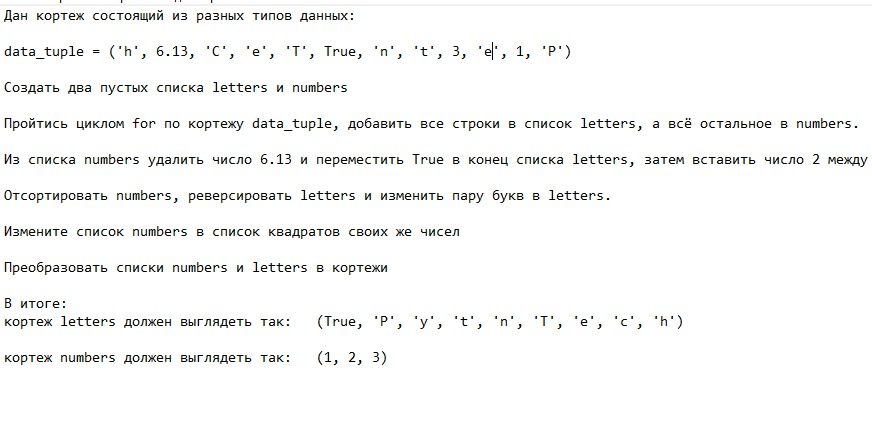 Дан кортеж состоящий из разных типов данных:
data_tuple = ('h', 6.13, 'C', 'e', 'T', True, 'n', 't', 3, 'e', 1, 'P')
Создать два пустых списка letters и numbers
Пройтись циклом for по кортежу data_tuple, добавить все строки в список letters, а всё остальное в numbers.
Из списка numbers удалить число 6.13 и переместить True в конец списка letters, затем вставить число 2 между
Отсортировать numbers, реверсировать letters и изменить пару букв в letters.
Измените список numbers в список квадратов своих же чисел
Преобразовать списки numbers и letters в кортежи
В итоге:
кортеж letters должен выглядеть так: (True, 'P', 'y', 't', 'n', 'T', 'e', 'c', 'h')
кортеж numbers должен выглядеть так: (1, 2, 3)